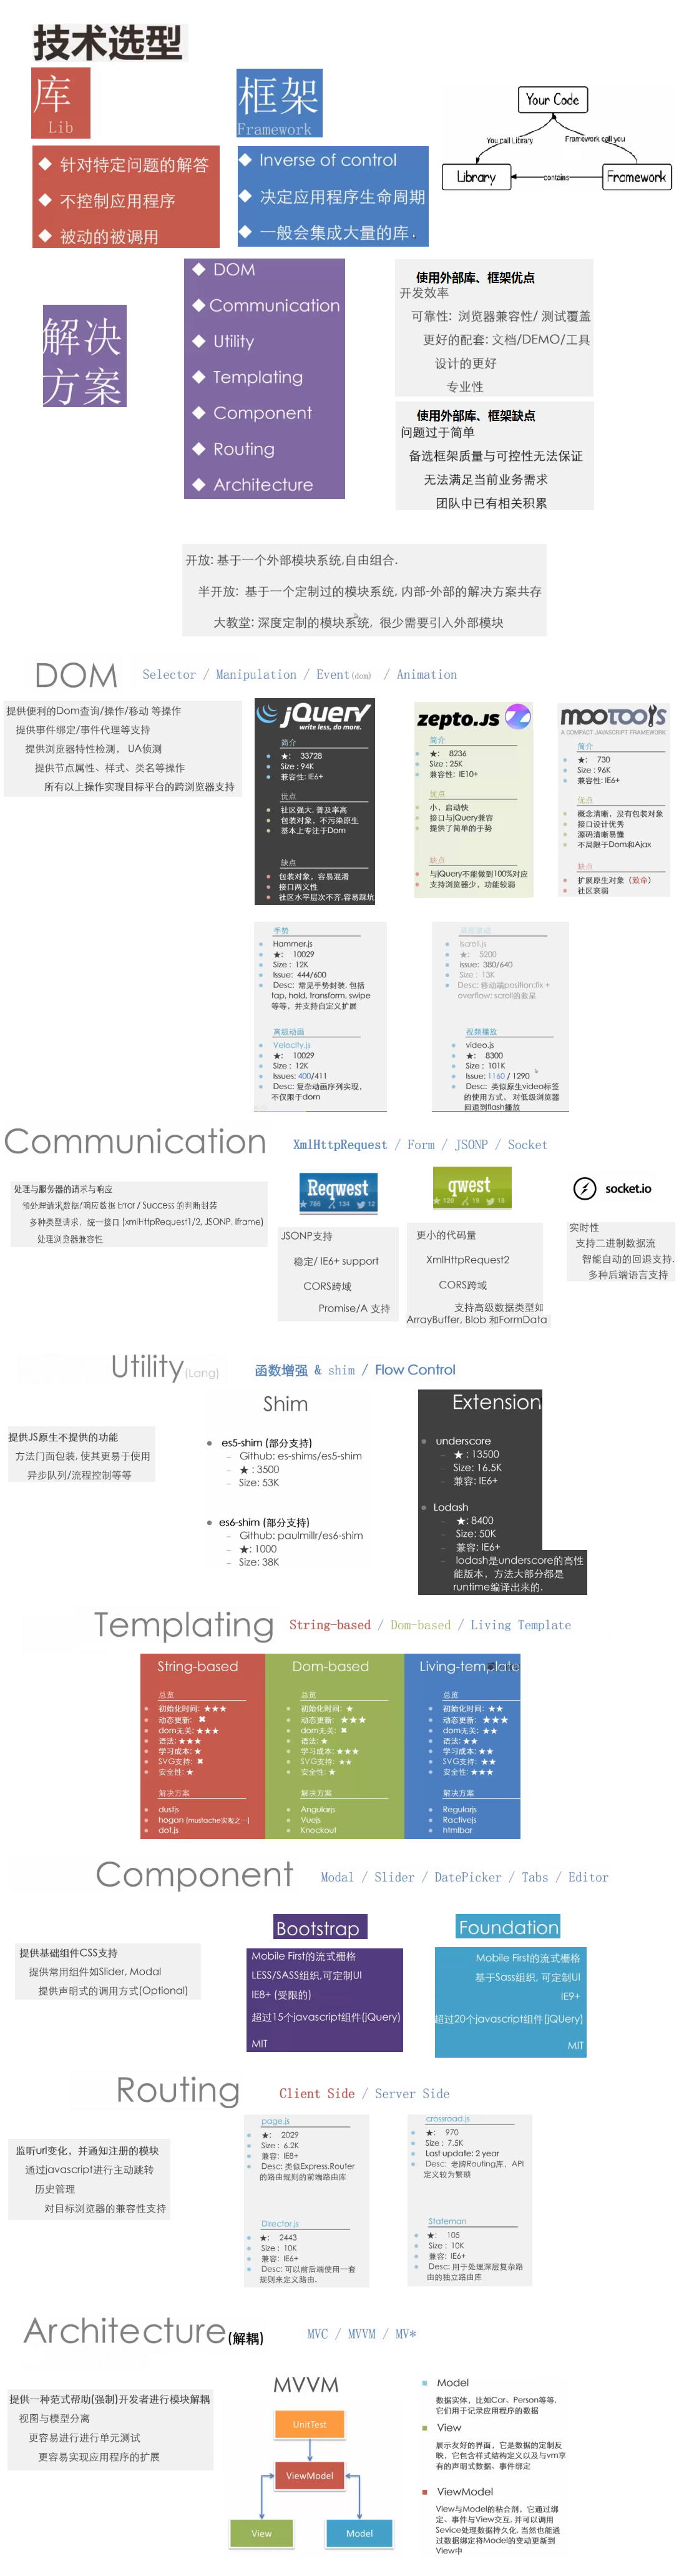 技术选型
库
Lib
◆ 针对特定问题的解答
◆ 不控制应用程序
◆ 被动的被调用
框架
Framework
◆ Inverse of control
◆ 决定应用程序生命周期
◆ 一般会集成大量的库
Your Code
You call Library
Framework call you
Library
contains
Framework
解决
方案
◆ DOM
◆ Communication
◆ Utility
◆ Templating
◆ Component
◆ Routing
◆ Architecture
使用外部库、框架优点
开发效率
可靠性: 浏览器兼容性/ 测试覆盖
更好的配套: 文档/DEMO/工具
设计的更好
专业性
使用外部库、框架缺点
问题过于简单
备选框架质量与可控性无法保证
无法满足当前业务需求
团队中已有相关积累
开放: 基于一个外部模块系统,自由组合.
半开放: 基于一个定制过的模块系统, 内部-外部的解决方案共存
大教堂: 深度定制的模块系统, 很少需要引入外部模块
DOM
Selector / Manipulation / Event(dom) / Animation
提供便利的Dom查询/操作/移动 等操作
提供事件绑定/事件代理等支持
提供浏览器特性检测, UA侦测
提供节点属性、样式、类名等操作
所有以上操作实现目标平台的跨浏览器支持
jQuery
write less, do more.
简介
★: 33728
Size : 94K
兼容性: IE6+
优点
社区强大, 普及率高
包装对象, 不污染原生
基本上专注于Dom
缺点
包装对象, 容易混淆
接口两义性
社区水平层次不齐,容易踩坑
zepto.js
简介
★: 8236
Size : 25K
兼容性: IE10+
优点
小, 启动快
接口与jQuery兼容
提供了简单的手势
缺点
与jQuery不能做到100%对应
支持浏览器少, 功能较弱
mootools
A COMPACT JAVASCRIPT FRAMEWORK
简介
★: 730
Size : 96K
兼容性: IE6+
优点
概念清晰, 没有包装对象
接口设计优秀
源码清晰易懂
不局限于Dom和Ajax
缺点
扩展原生对象 (致命)
社区衰弱
手势
Hammer.js
★: 10029
Size : 12K
Issue: 444/600
Desc: 常见手势封装, 包括
tap, hold, transform, swipe
等等, 并支持自定义扩展
高级动画
Velocity.js
★: 10029
Size : 12K
Issues: 400/411
Desc: 复杂动画序列实现,
不仅限于dom
Iscroll.js
★: 5200
issue: 380/640
Size : 13K
Desc: 移动端position:fix +
overflow: scroll的救星
视频播放
video.js
★: 8300
Size : 101K
Issue: 1160 / 1290
Desc: 类似原生video标签
的使用方式, 对低级浏览器
回退到flash播放
Communication
XmlHttpRequest / Form / JSONP / Socket
处理与服务器的请求与响应
预处理请求数据/响应数据 Error / Success 的判断封装
多种类型请求, 统一接口 (xmlHttpRequest1/2, JSONP, Iframe)
处理浏览器兼容性
Reqwest
★ 786 134 12
JSONP支持
稳定/ IE6+ support
CORS跨域
Promise/A 支持
qwest
★ 128 19 18
更小的代码量
XmlHttpRequest2
CORS跨域
支持高级数据类型如
ArrayBuffer, Blob 和FormData
socket.io
实时性
支持二进制数据流
智能自动的回退支持.
多种后端语言支持
Utility(Lang)
函数增强 & shim / Flow Control
提供JS原生不提供的功能
方法门面包装, 使其更易于使用
异步队列/流程控制等等
Shim
es5-shim (部分支持)
– Github: es-shims/es5-shim
– ★ : 3500
– Size: 53K
es6-shim (部分支持)
– Github: paulmillr/es6-shim
– ★: 1000
– Size: 38K
Extension
underscore
– ★ : 13500
– Size: 16.5K
– 兼容: IE6+
Lodash
– ★: 8400
– Size: 50K
– 兼容: IE6+
– lodash是underscore的高性
能版本, 方法大部分都是
runtime编译出来的.
Templating
String-based / Dom-based / Living Template
String-based
总览
初始化时间: ★★★
动态更新: ✖
dom无关: ★★★
语法: ★★★
学习成本: ★
SVG支持: ✖
安全性: ★
解决方案
dustjs
hogan (mustache实现之一)
dot.js
Dom-based
总览
初始化时间: ★
动态更新: ★★★
dom无关: ✖
语法: ★
学习成本: ★★★
SVG支持: ★★
安全性: ★
解决方案
Angularjs
Vuejs
Knockout
Living-template
总览
初始化时间: ★★
动态更新: ★★★
dom无关: ★★
语法: ★★
学习成本: ★★
SVG支持: ★★
安全性: ★★★
解决方案
Regularjs
Ractivejs
htmlbar
Component
Modal / Slider / DatePicker / Tabs / Editor
提供基础组件CSS支持
提供常用组件如Slider, Modal
提供声明式的调用方式(Optional)
Bootstrap
Mobile First的流式栅格
LESS/SASS组织,可定制UI
IE8+ (受限的)
超过15个javascript组件(jQuery)
MIT
Foundation
Mobile First的流式栅格
基于Sass组织, 可定制UI
IE9+
超过20个javascript组件(jQUery)
MIT
Routing
Client Side / Server Side
监听url变化, 并通知注册的模块
通过javascript进行主动跳转
历史管理
对目标浏览器的兼容性支持
page.js
★: 2029
Size : 6.2K
兼容: IE8+
Desc: 类似Express.Router
的路由规则的前端路由库
Director.js
★: 2443
Size : 10K
兼容: IE6+
Desc: 可以前后端使用一套
规则来定义路由.
crossroad.js
★: 970
Size : 7.5K
Last update: 2 year
Desc: 老牌Routing库, API
定义较为繁琐
Stateman
★: 105
Size : 10K
兼容: IE6+
Desc: 用于处理深层复杂路
由的独立路由库
Architecture(解耦)
MVC / MVVM / MV*
提供一种范式帮助(强制)开发者进行模块解耦
视图与模型分离
更容易进行进行单元测试
更容易实现应用程序的扩展
MVVM
UnitTest
ViewModel
View
Model
Model
数据实体, 比如Car、Person等等,
它们用于记录应用程序的数据
View
展示友好的界面, 它是数据的定制反
映, 它包含样式结构定义以及与vm享
有的声明式数据、事件绑定
ViewModel
View与Model的粘合剂, 它通过绑
定、事件与View交互, 并可以调用
Sevice处理数据持久化, 当然也能通
过数据绑定将Model的变动更新到
View中